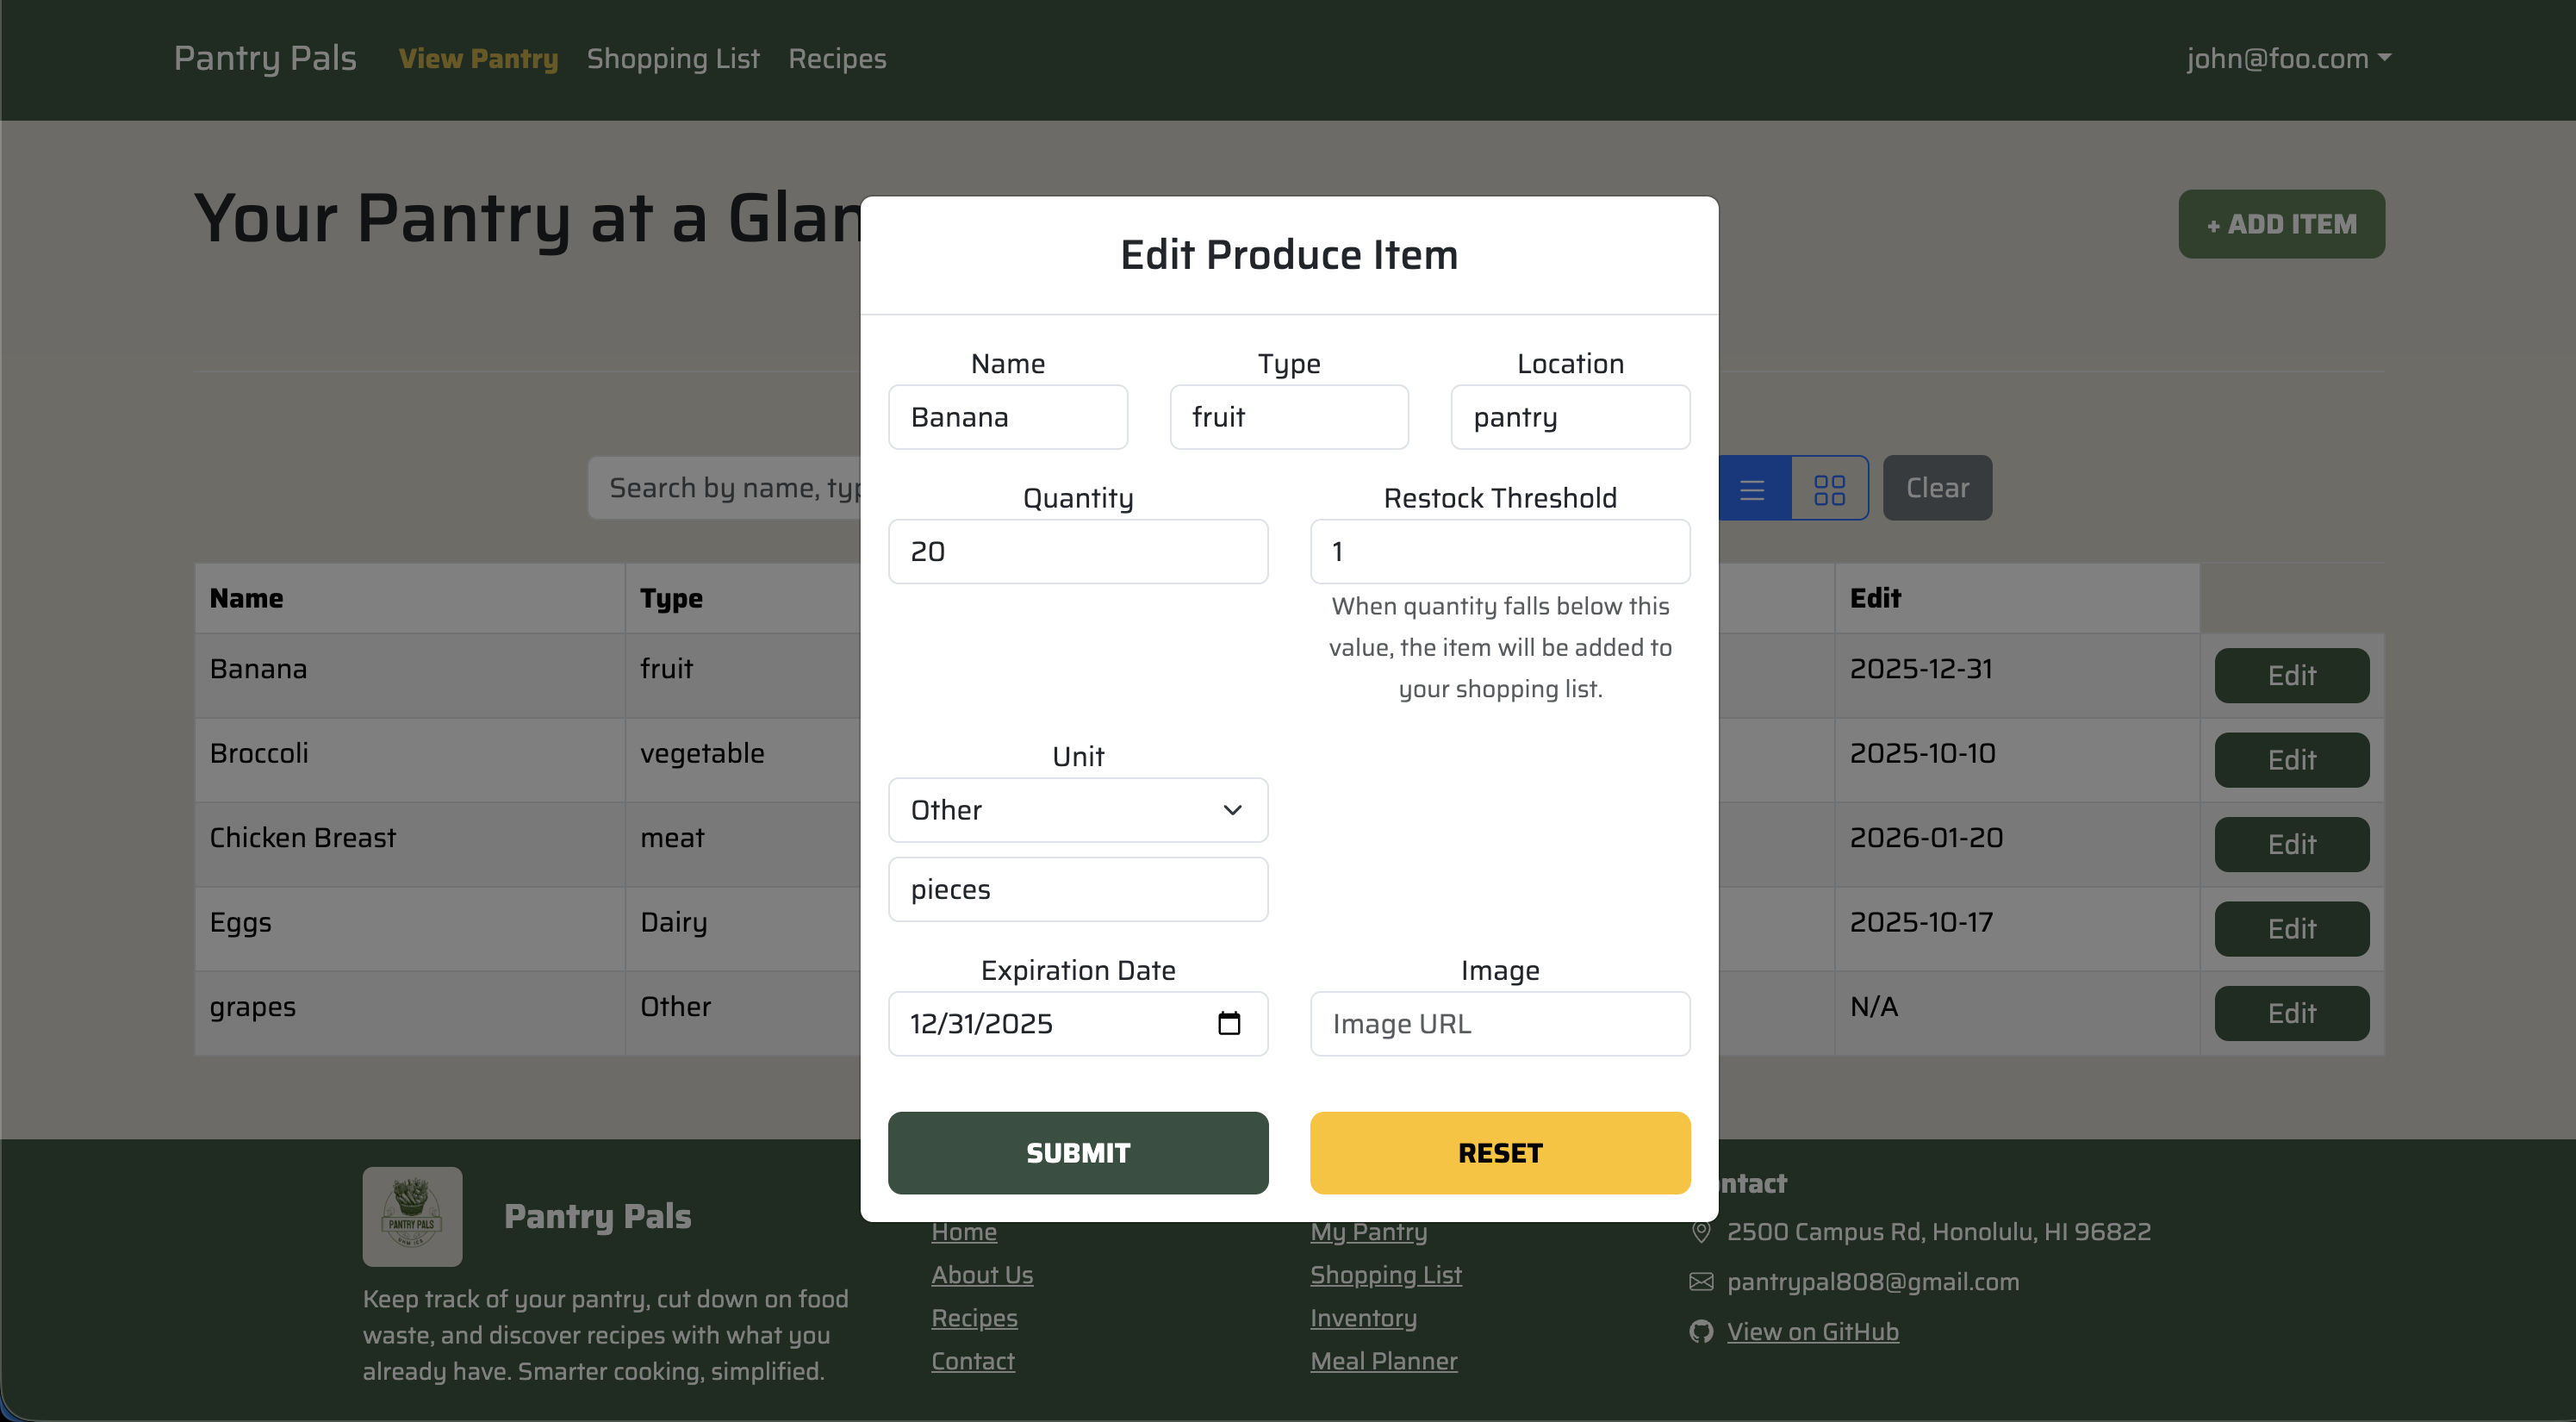 Pantry Pals View Pantry Shopping List Recipes john@foo.com
Your Pantry at a Glan
+ ADD ITEM
Search by name, typ
Clear
Name Type Edit
Banana fruit 2025-12-31 Edit
Broccoli vegetable 2025-10-10 Edit
Chicken Breast meat 2026-01-20 Edit
Eggs Dairy 2025-10-17 Edit
grapes Other N/A Edit
Edit Produce Item
Name Type Location
Banana fruit pantry
Quantity Restock Threshold
20 1
When quantity falls below this
value, the item will be added to
your shopping list.
Unit
Other
pieces
Expiration Date Image
12/31/2025 Image URL
SUBMIT RESET
PANTRY PALS
Pantry Pals
Keep track of your pantry, cut down on food
waste, and discover recipes with what you
already have. Smarter cooking, simplified.
Home
About Us
Recipes
Contact
My Pantry
Shopping List
Inventory
Meal Planner
ntact
2500 Campus Rd, Honolulu, HI 96822
pantrypal808@gmail.com
View on GitHub